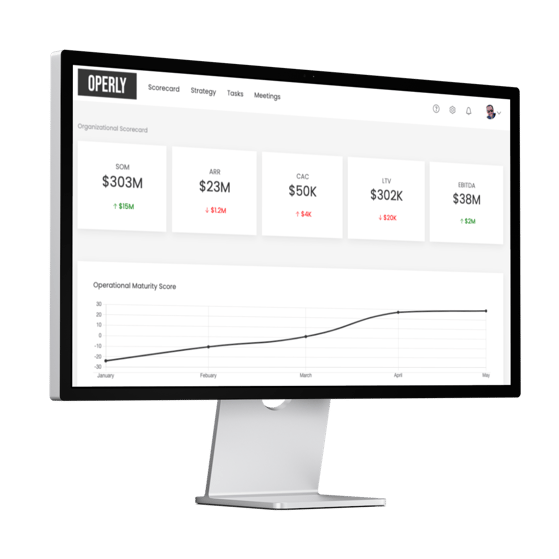 OPERLY
Scorecard Strategy Tasks Meetings
Organizational Scorecard
SOM
$303M
↑ $15M
ARR
$23M
↓ $1.2M
CAC
$50K
↑ $4K
LTV
$302K
↓ $20K
EBITDA
$38M
↑ $2M
Operational Maturity Score
30
20
10
0
-10
-20
-30
January Febuary March April May